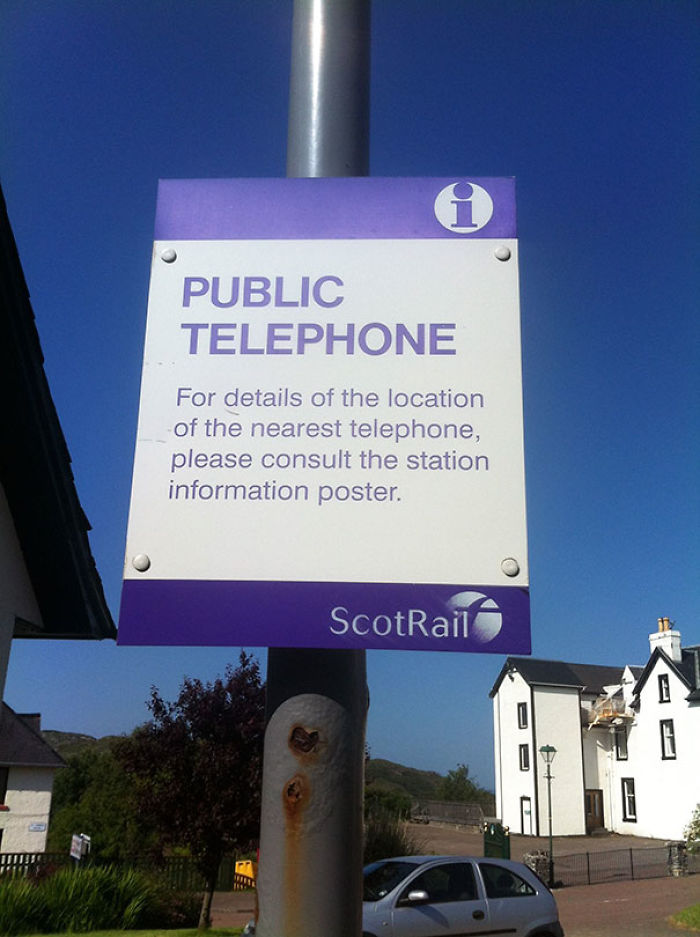 i
PUBLIC
TELEPHONE
For details of the location
of the nearest telephone,
please consult the station
information poster.
ScotRail